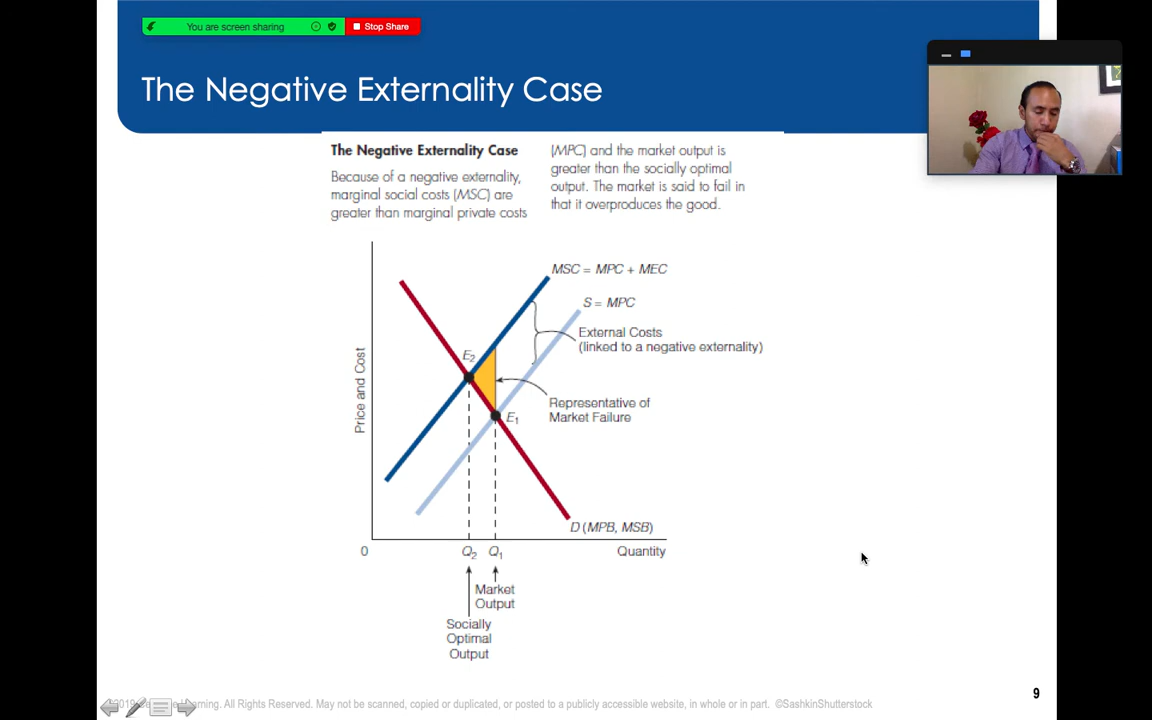 You are screen sharing
Stop Share
The Negative Externality Case
The Negative Externality Case
Because of a negative externality,
marginal social costs (MSC) are
greater than marginal private costs
(MPC) and the market output is
greater than the socially optimal
output. The market is said to fail in
that it overproduces the good.
MSC = MPC + MEC
S = MPC
External Costs
(linked to a negative externality)
E2
Representative of
Market Failure
E1
Price and Cost
D (MPB, MSB)
0
Q2
Q1
Quantity
Market
Output
Socially
Optimal
Output
9
All Rights Reserved. May not be scanned, copied or duplicated, or posted to a publicly accessible website, in whole or in part. ©SashkinShutterstock